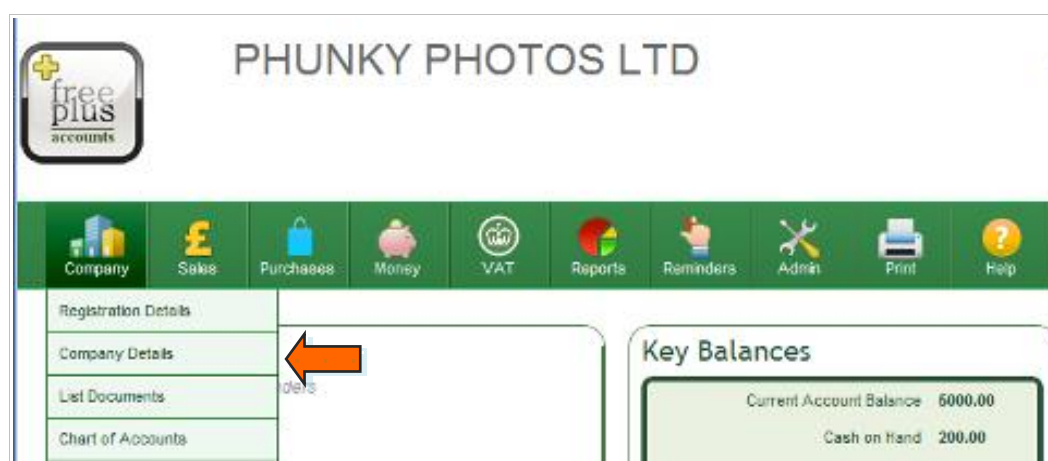 PHUNKY PHOTOS LTD
free
plus
accounts
Company Sales Purchases Money VAT Reports Reminders Admin Print Help
Registration Details
Company Details
List Documents
Chart of Accounts
Key Balances
Current Account Balance 5000.00
Cash on Hand 200.00